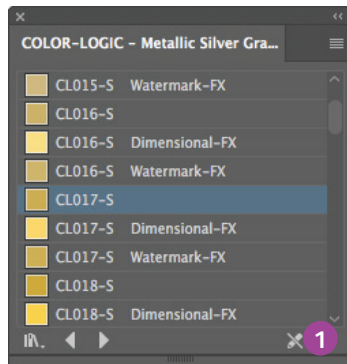 COLOR-LOGIC – Metallic Silver Gra...
CL015-S Watermark-FX
CL016-S
CL016-S Dimensional-FX
CL016-S Watermark-FX
CL017-S
CL017-S Dimensional-FX
CL017-S Watermark-FX
CL018-S
CL018-S Dimensional-FX
1